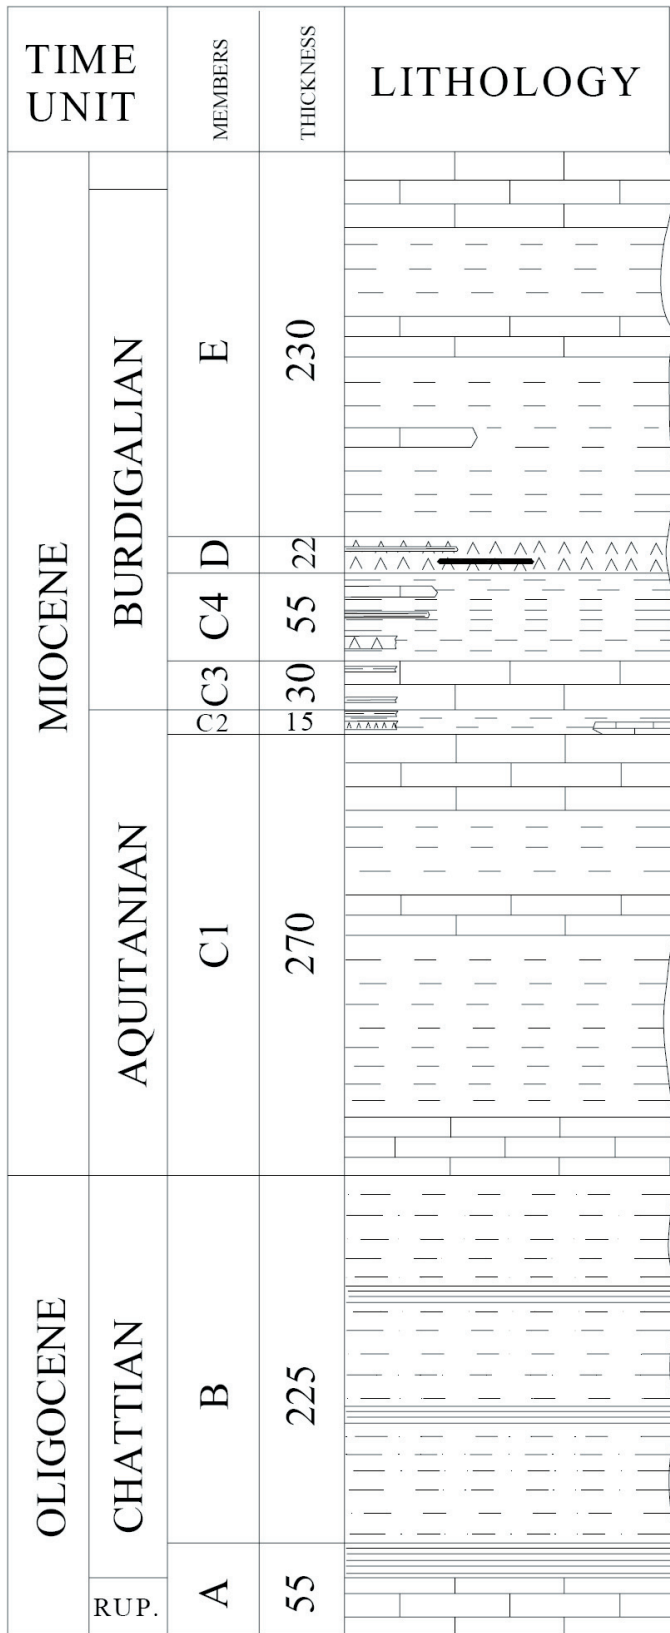 TIME
UNIT
MEMBERS
THICKNESS
LITHOLOGY
MIOCENE
BURDIGALIAN
E
230
D
22
C4
55
C3
30
C2
15
AQUITANIAN
C1
270
OLIGOCENE
CHATTIAN
B
225
RUP.
A
55